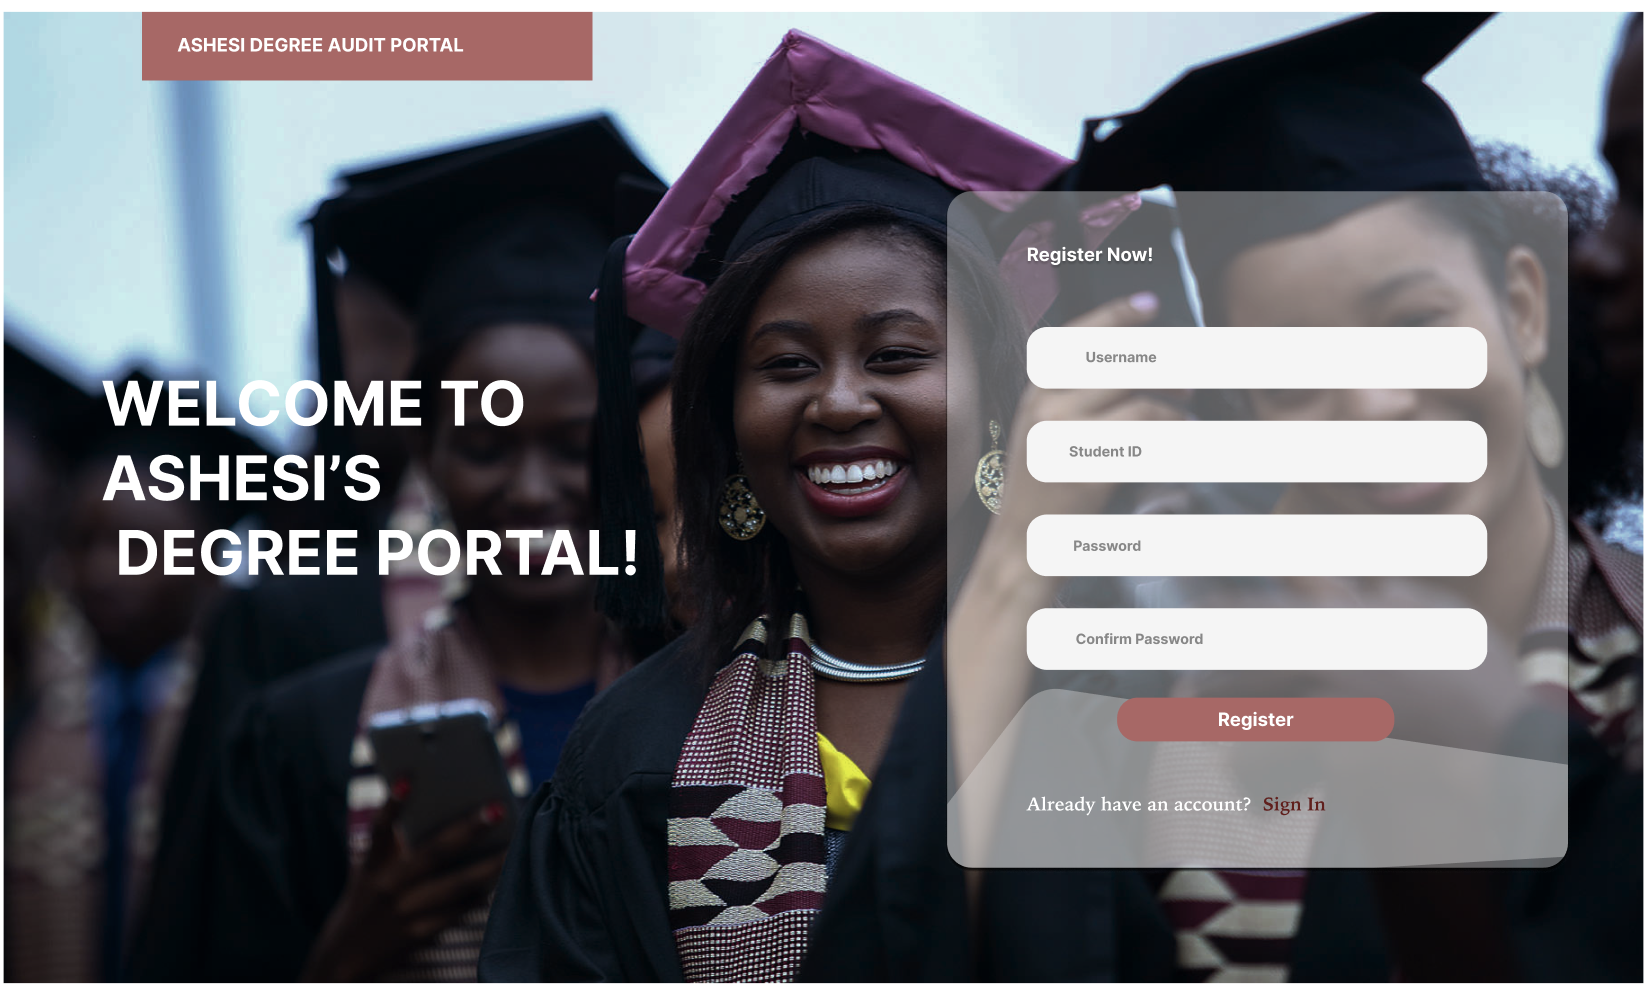 ASHESI DEGREE AUDIT PORTAL
WELCOME TO
ASHESI’S
DEGREE PORTAL!
Register Now!
Username
Student ID
Password
Confirm Password
Register
Already have an account? Sign In